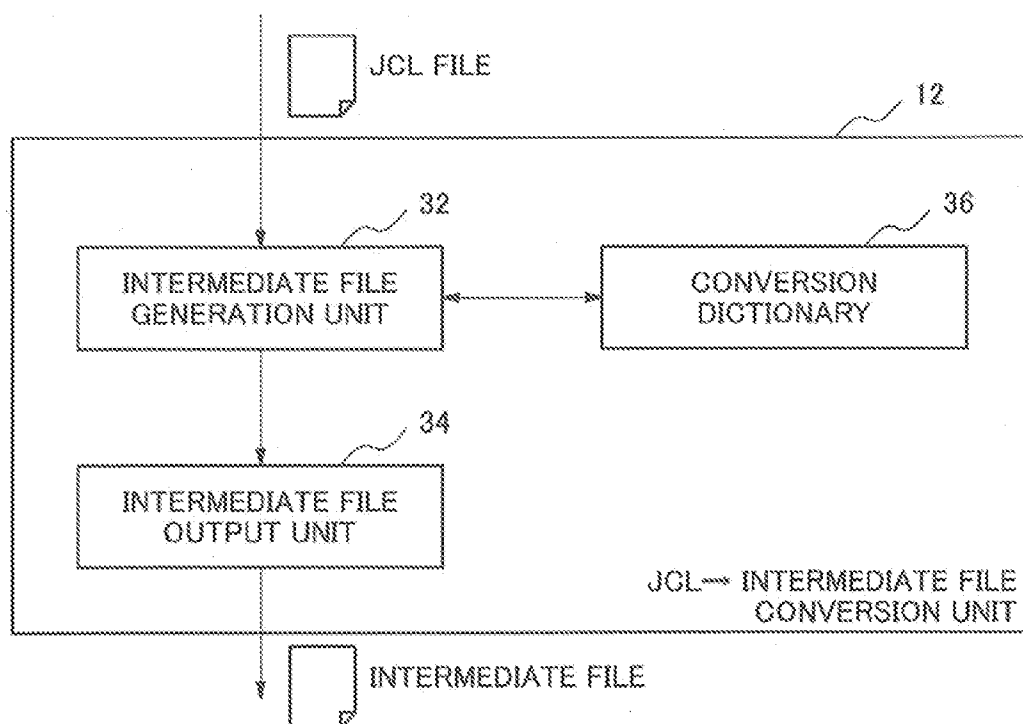 JCL FILE
12
32
36
INTERMEDIATE FILE
GENERATION UNIT
CONVERSION
DICTIONARY
34
INTERMEDIATE FILE
OUTPUT UNIT
JCL→ INTERMEDIATE FILE
CONVERSION UNIT
INTERMEDIATE FILE